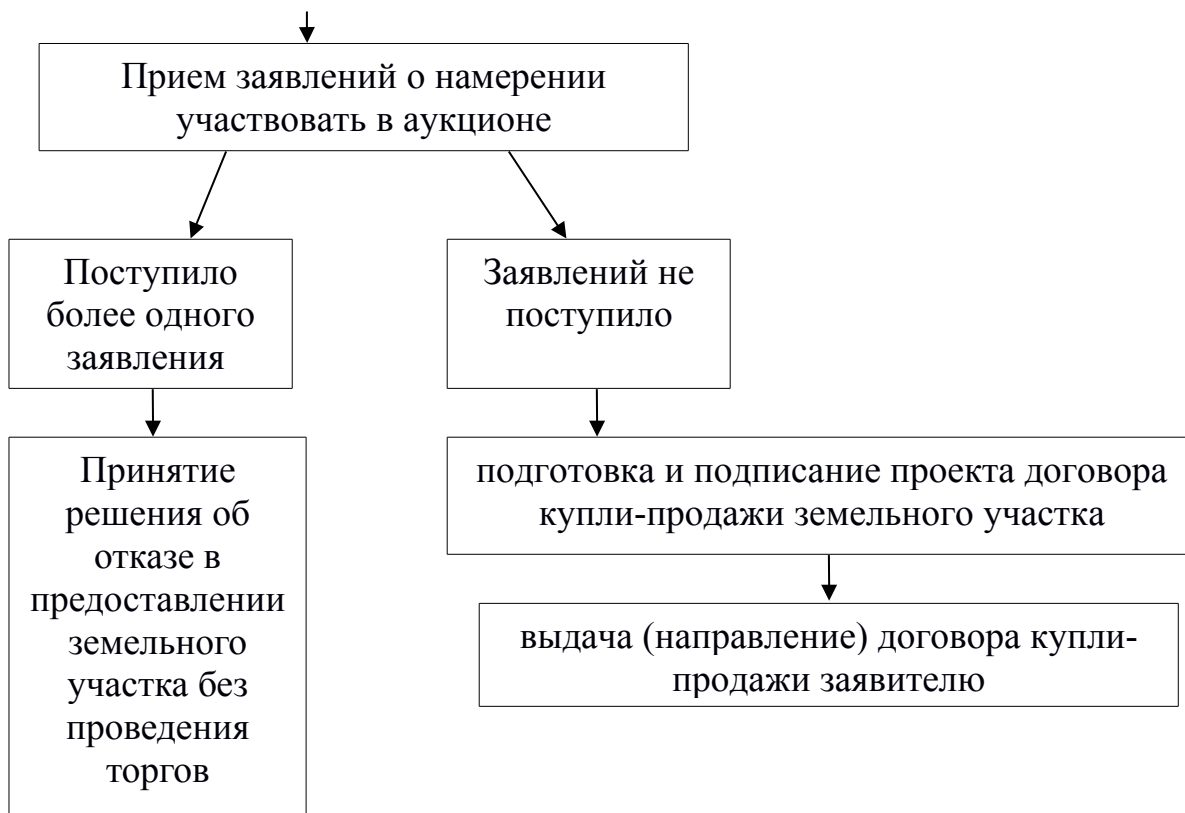 Прием заявлений о намерении
участвовать в аукционе
Поступило
более одного
заявления
Заявлений не
поступило
Принятие
решения об
отказе в
предоставлении
земельного
участка без
проведения
торгов
подготовка и подписание проекта договора
купли-продажи земельного участка
выдача (направление) договора купли-
продажи заявителю